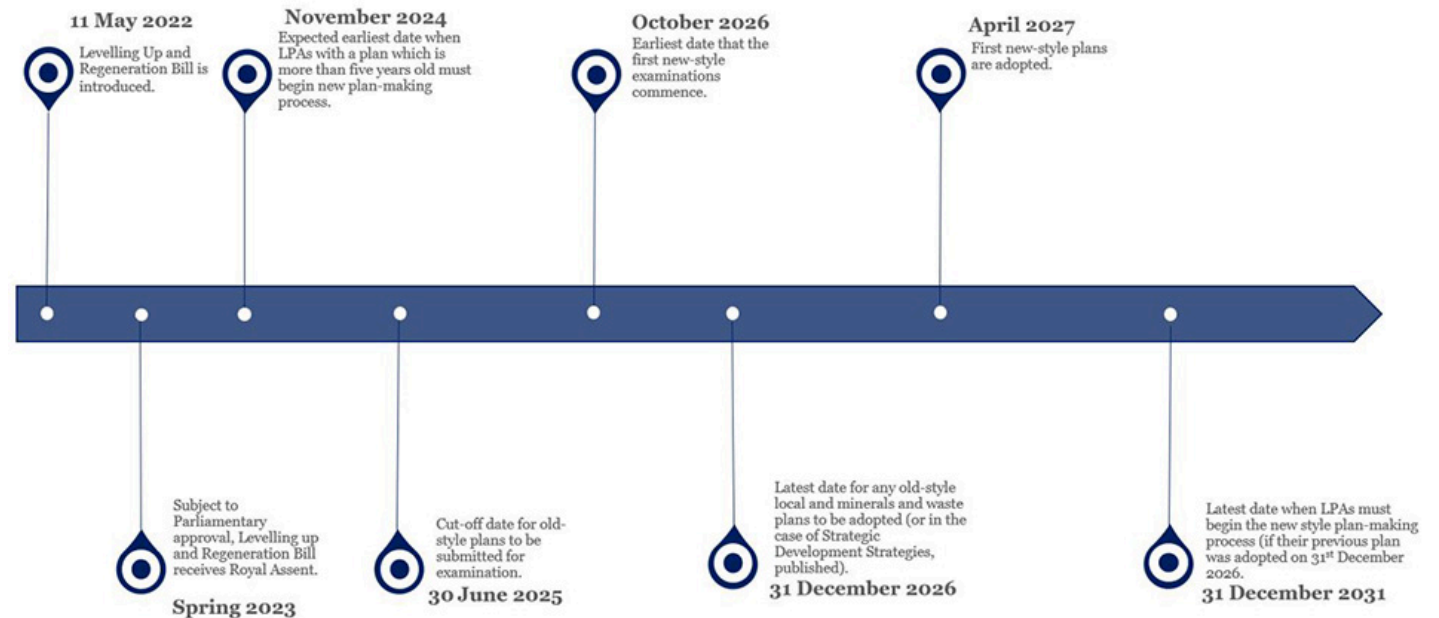 11 May 2022
Levelling Up and
Regeneration Bill is
introduced.
November 2024
Expected earliest date when
LPAs with a plan which is
more than five years old must
begin new plan-making
process.
October 2026
Earliest date that the
first new-style
examinations
commence.
April 2027
First new-style plans
are adopted.
Subject to
Parliamentary
approval, Levelling up
and Regeneration Bill
receives Royal Assent.
Spring 2023
Cut-off date for old-
style plans to be
submitted for
examination.
30 June 2025
Latest date for any old-style
local and minerals and waste
plans to be adopted (or in the
case of Strategic
Development Strategies,
published).
31 December 2026
Latest date when LPAs must
begin the new style plan-making
process (if their previous plan
was adopted on 31st December
2026.
31 December 2031